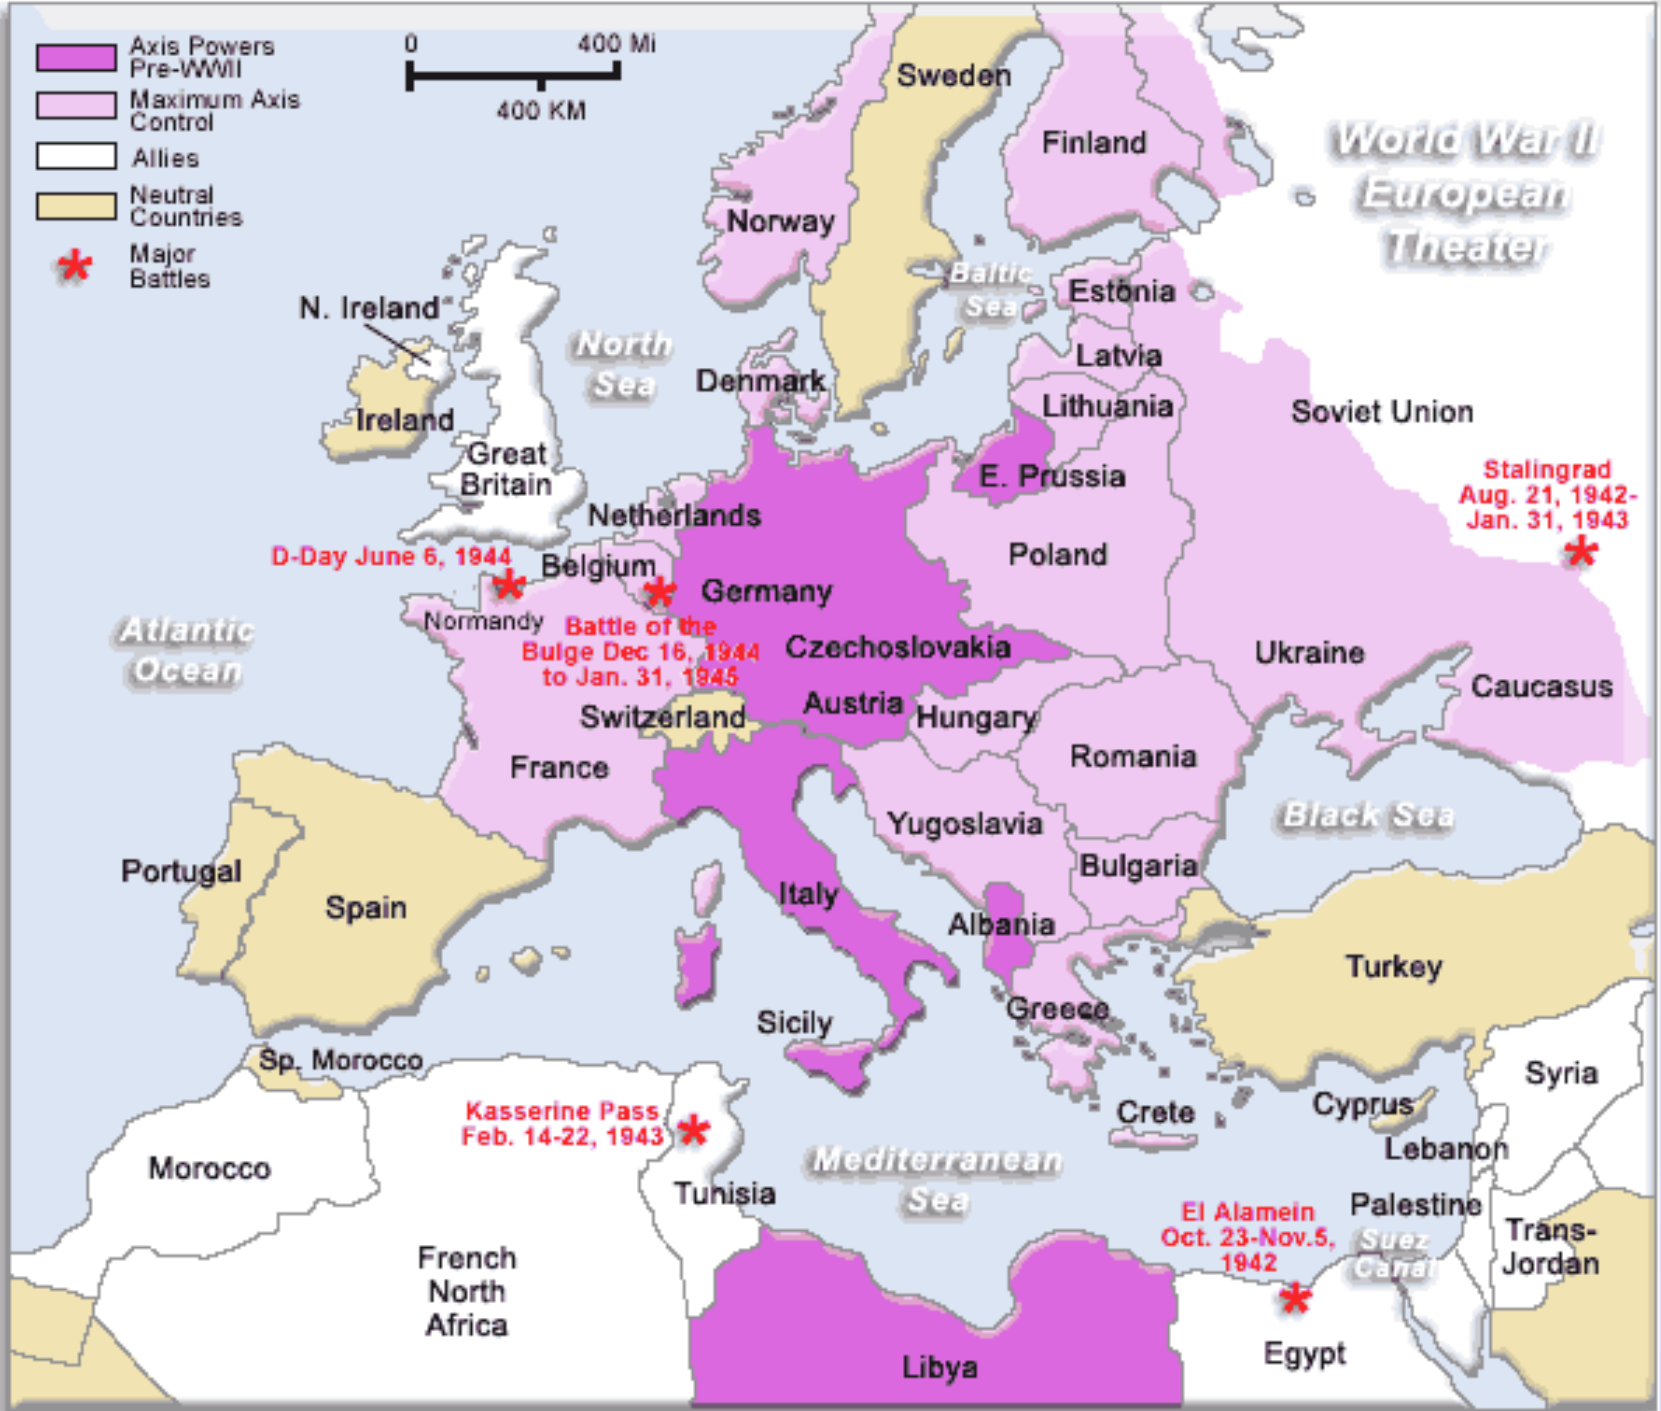 Axis Powers
Pre-WWII
Maximum Axis
Control
Allies
Neutral
Countries
Major
Battles
0 400 Mi
400 KM
World War II
European
Theater
Sweden
Finland
Norway
Baltic
Sea
Estonia
N. Ireland
North
Sea
Latvia
Denmark
Lithuania
Soviet Union
Ireland
Great
Britain
E. Prussia
Stalingrad
Aug. 21, 1942-
Jan. 31, 1943
Netherlands
D-Day June 6, 1944
Belgium
Poland
Germany
Normandy
Battle of the
Bulge Dec 16, 1944
to Jan. 31, 1945
Atlantic
Ocean
Czechoslovakia
Ukraine
Caucasus
Austria
Hungary
Switzerland
France
Romania
Yugoslavia
Black Sea
Bulgaria
Portugal
Spain
Italy
Albania
Turkey
Greece
Sicily
Sp. Morocco
Syria
Cyprus
Crete
Kasserine Pass
Feb. 14-22, 1943
Lebanon
Morocco
Mediterranean
Sea
Tunisia
Palestine
El Alamein
Oct. 23-Nov.5,
1942
Suez
Canal
Trans-
Jordan
French
North
Africa
Egypt
Libya